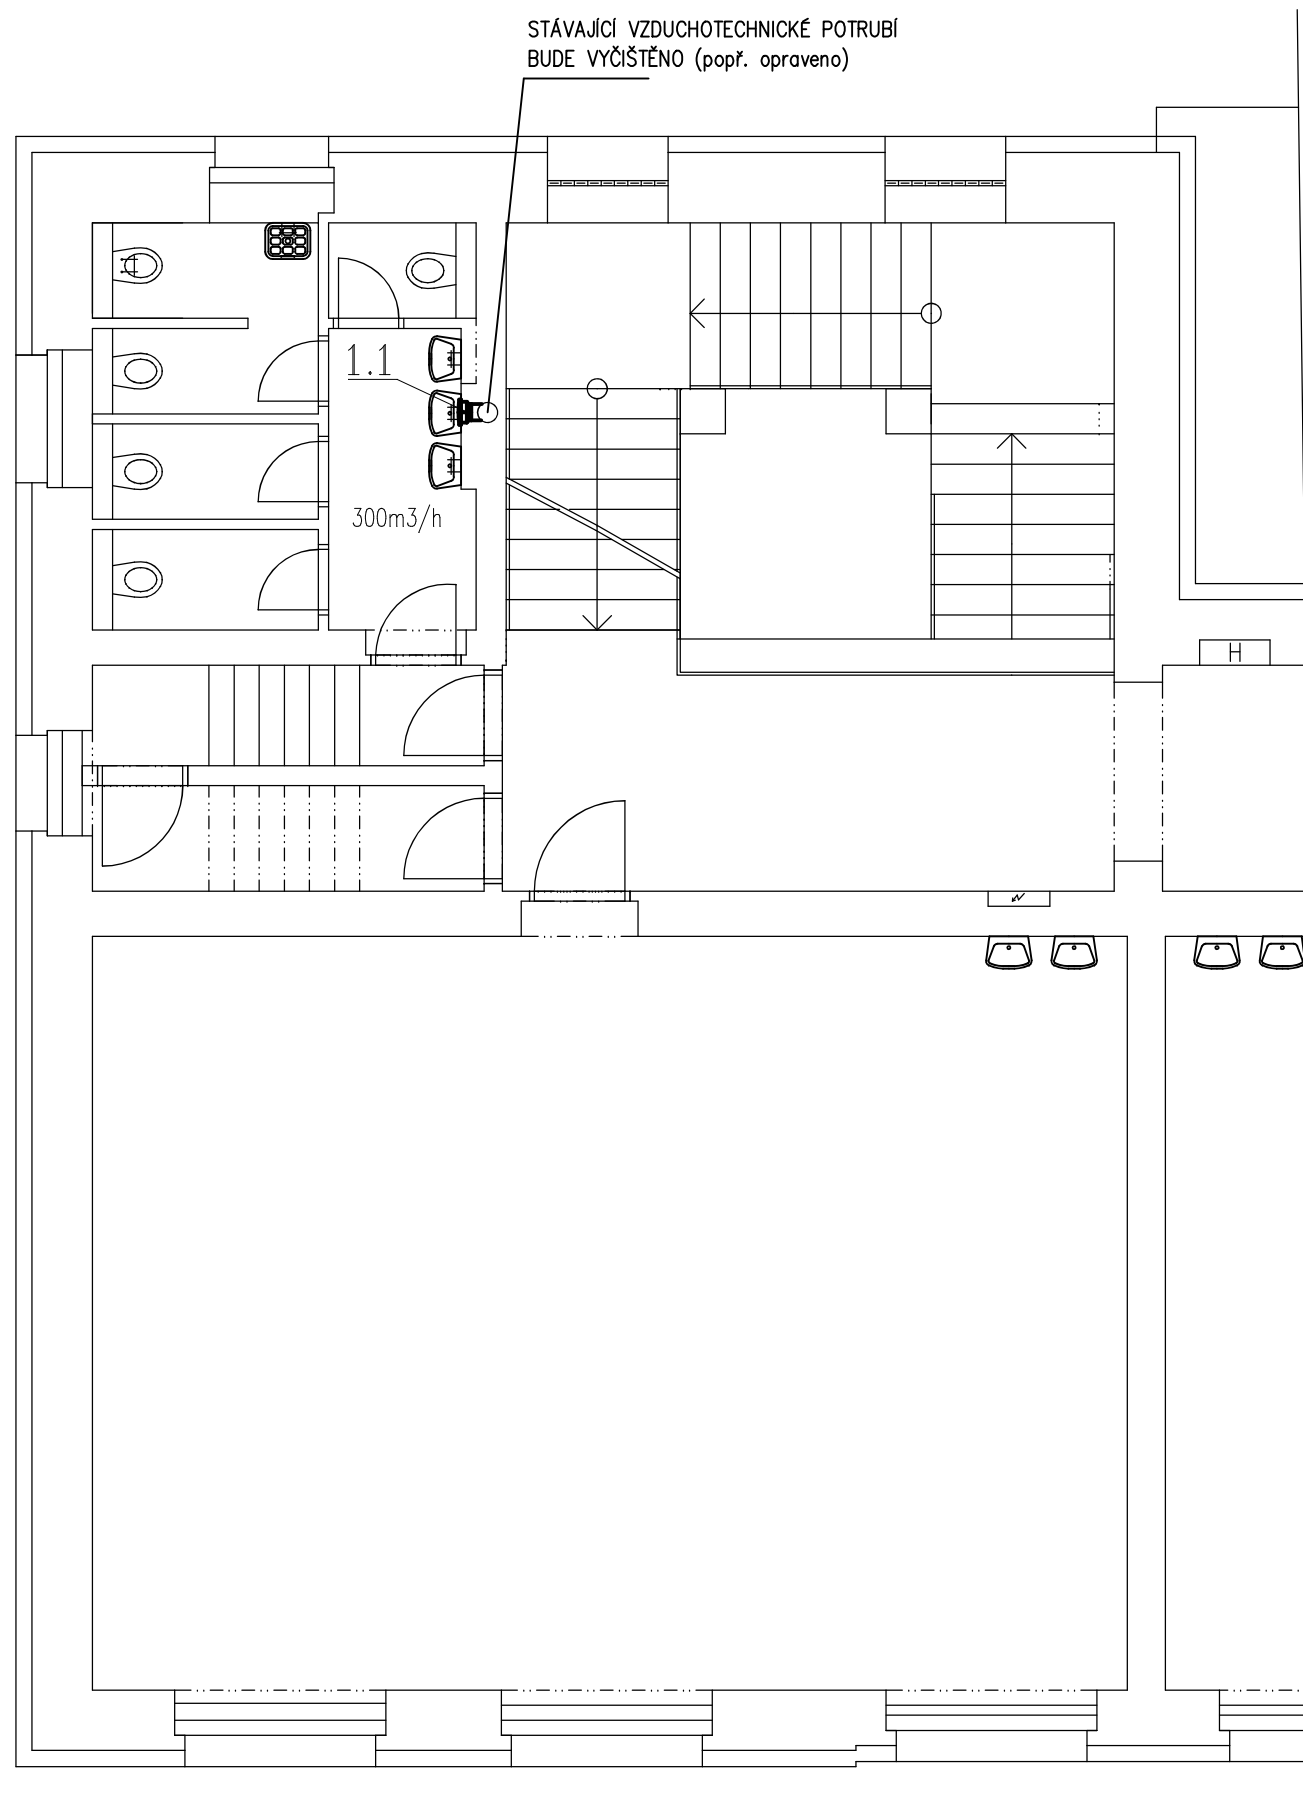 STÁVAJÍCÍ VZDUCHOTECHNICKÉ POTRUBÍ
BUDE VYČIŠTĚNO (popř. opraveno)
1.1
300m3/h
H